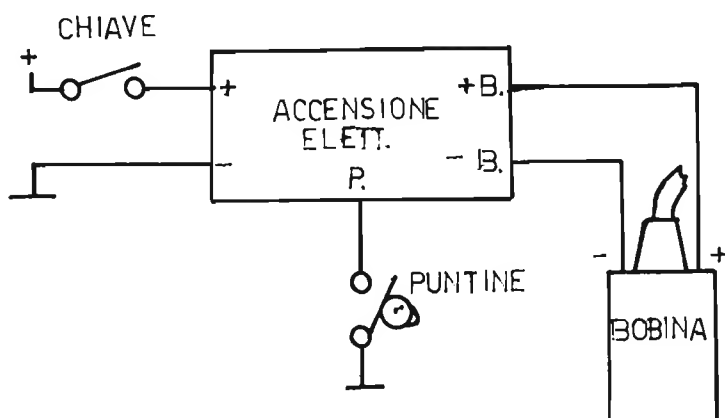 CHIAVE
+
+
ACCENSIONE
ELETT.
+B.
-
- B.
P.
- +
PUNTINE
BOBINA